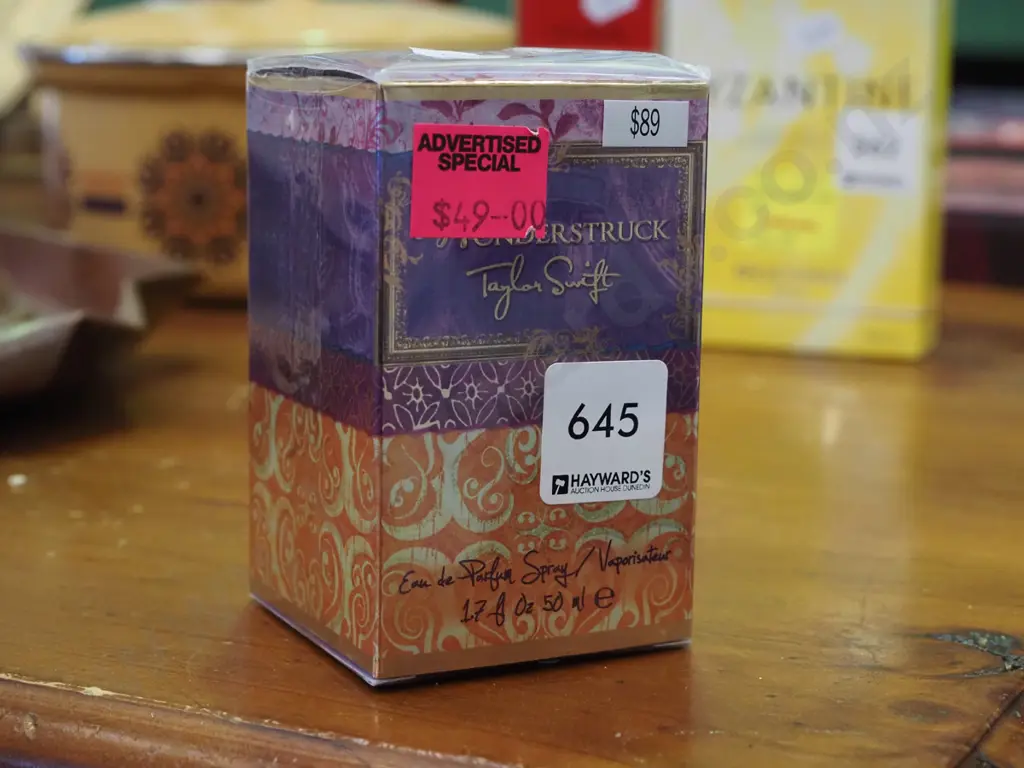 $89
ADVERTISED
SPECIAL
$49-00
WONDERSTRUCK
Taylor Swift
645
HAYWARD'S
AUCTION HOUSE DUNEDIN
Eau de Parfum Spray / Vaporisateur
1.7 fl Oz 50 ml e